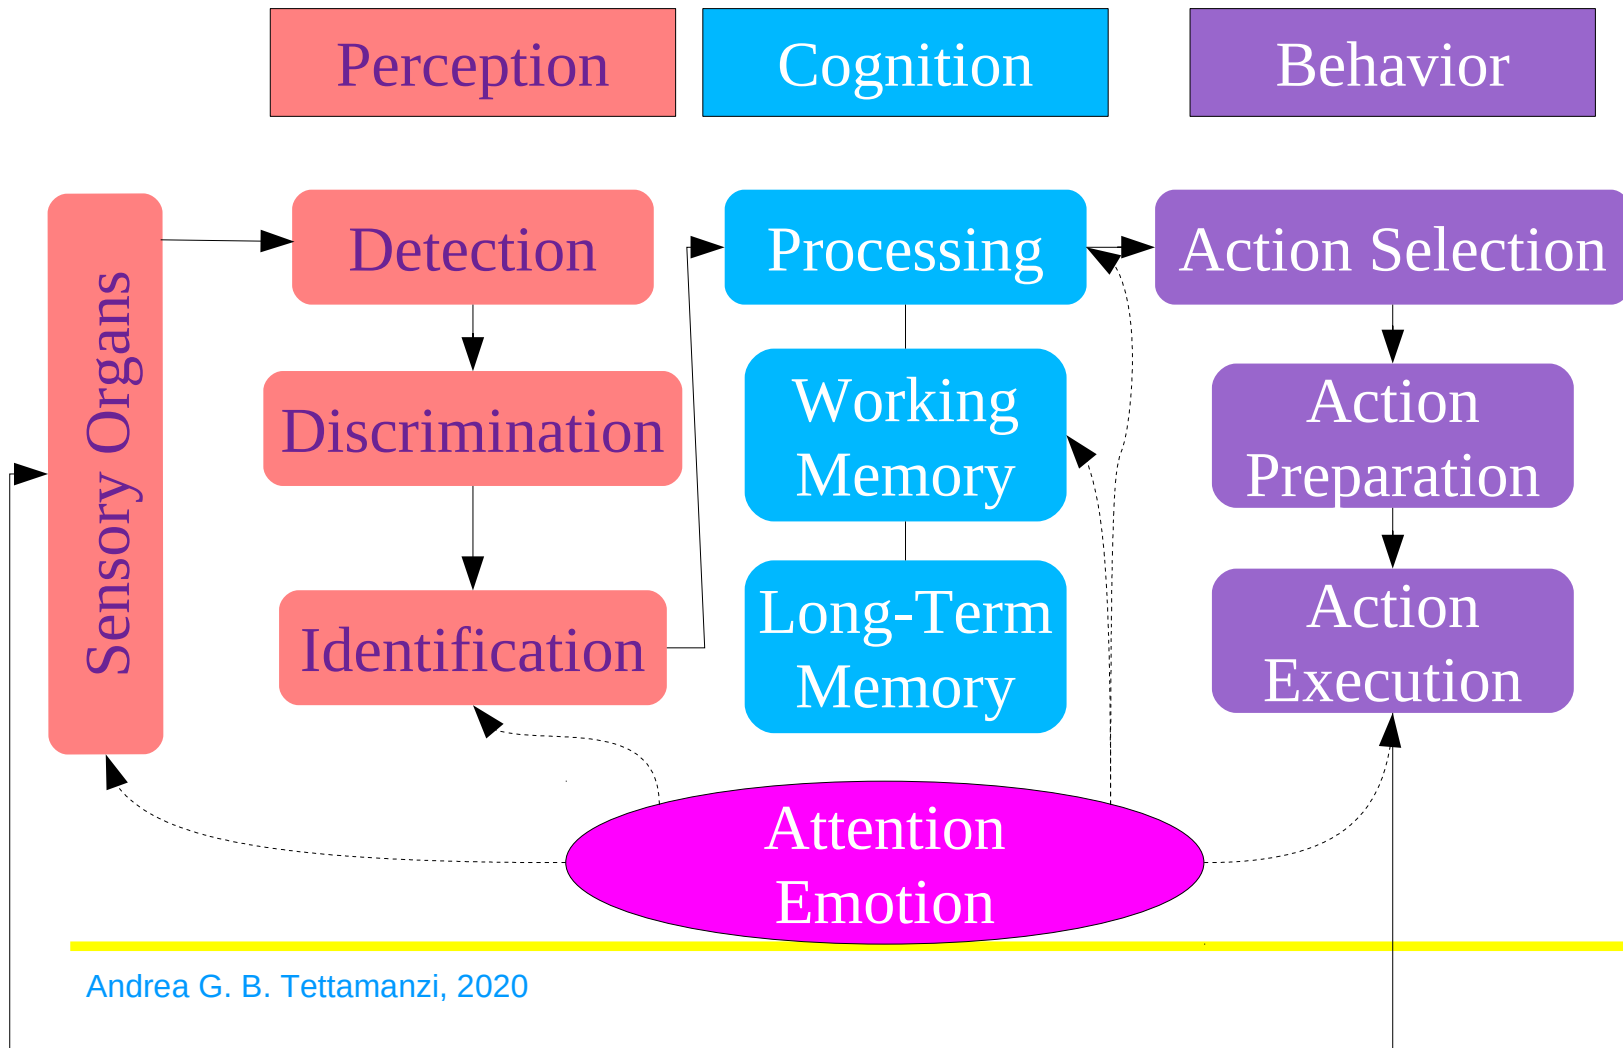 Perception
Cognition
Behavior
Sensory Organs
Detection
Discrimination
Identification
Processing
Working
Memory
Long-Term
Memory
Action Selection
Action
Preparation
Action
Execution
Attention
Emotion
Andrea G. B. Tettamanzi, 2020